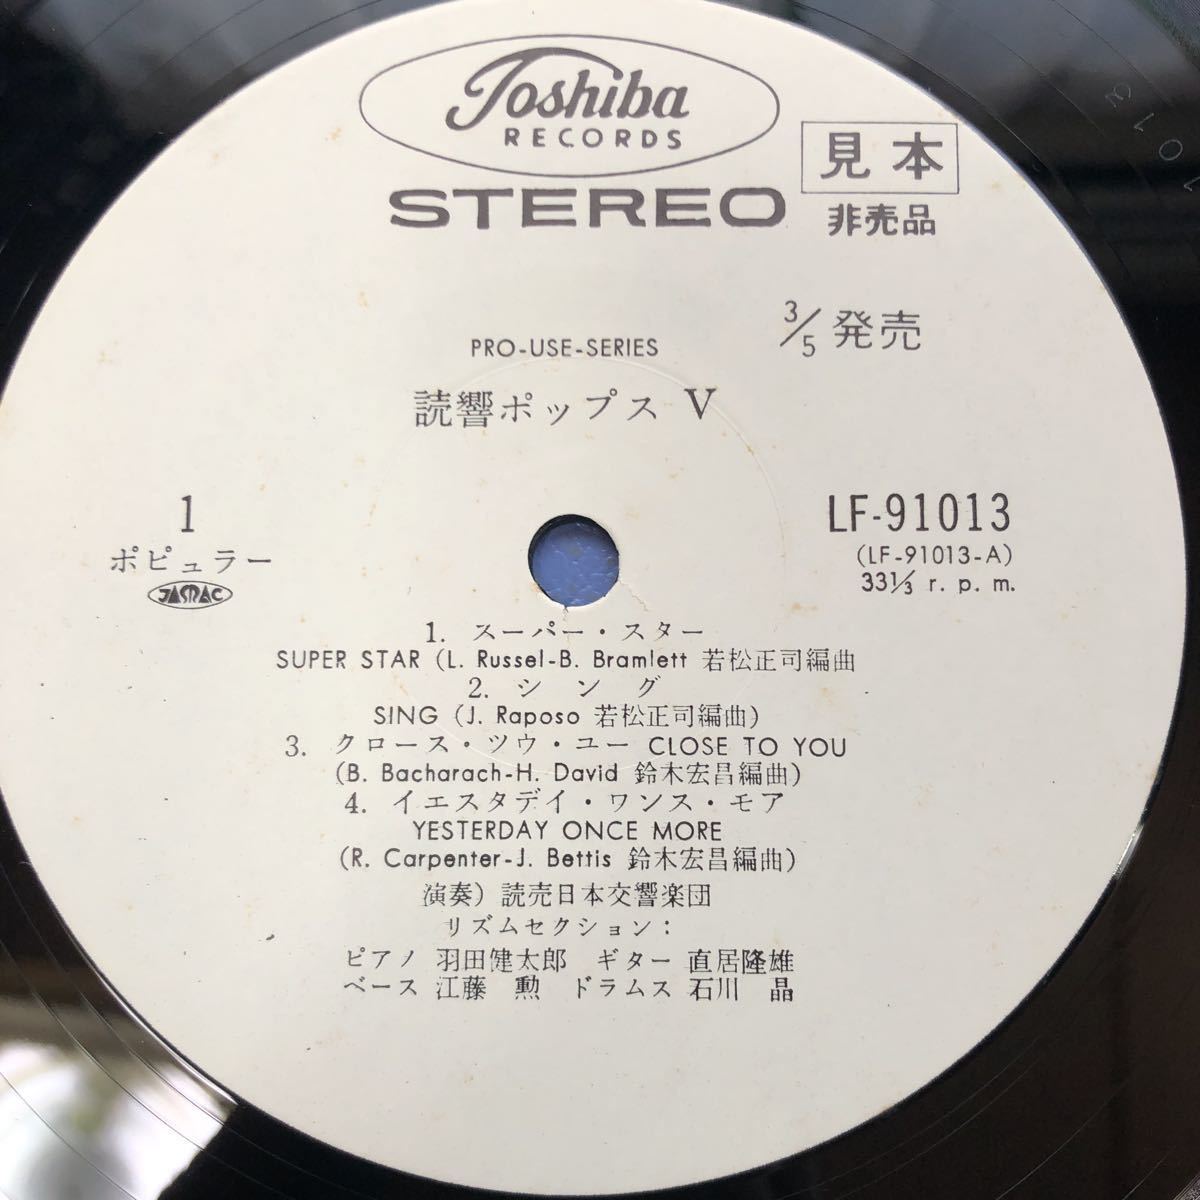 Toshiba
RECORDS
STEREO
見本
非売品
3/5 発売
PRO-USE-SERIES
読響ポップス V
1
ポピュラー
JASRAC
LF-91013
(LF-91013-A)
33 1/3 r. p. m.
1. スーパー・スター
SUPER STAR (L. Russel-B. Bramlett 若松正司編曲
2. シング
SING (J. Raposo 若松正司編曲)
3. クロース・ツウ・ユー CLOSE TO YOU
(B. Bacharach-H. David 鈴木宏昌編曲)
4. イエスタデイ・ワンス・モア
YESTERDAY ONCE MORE
(R. Carpenter-J. Bettis 鈴木宏昌編曲)
演奏) 読売日本交響楽団
リズムセクション:
ピアノ 羽田健太郎 ギター 直居隆雄
ベース 江藤 勲 ドラムス 石川 晶